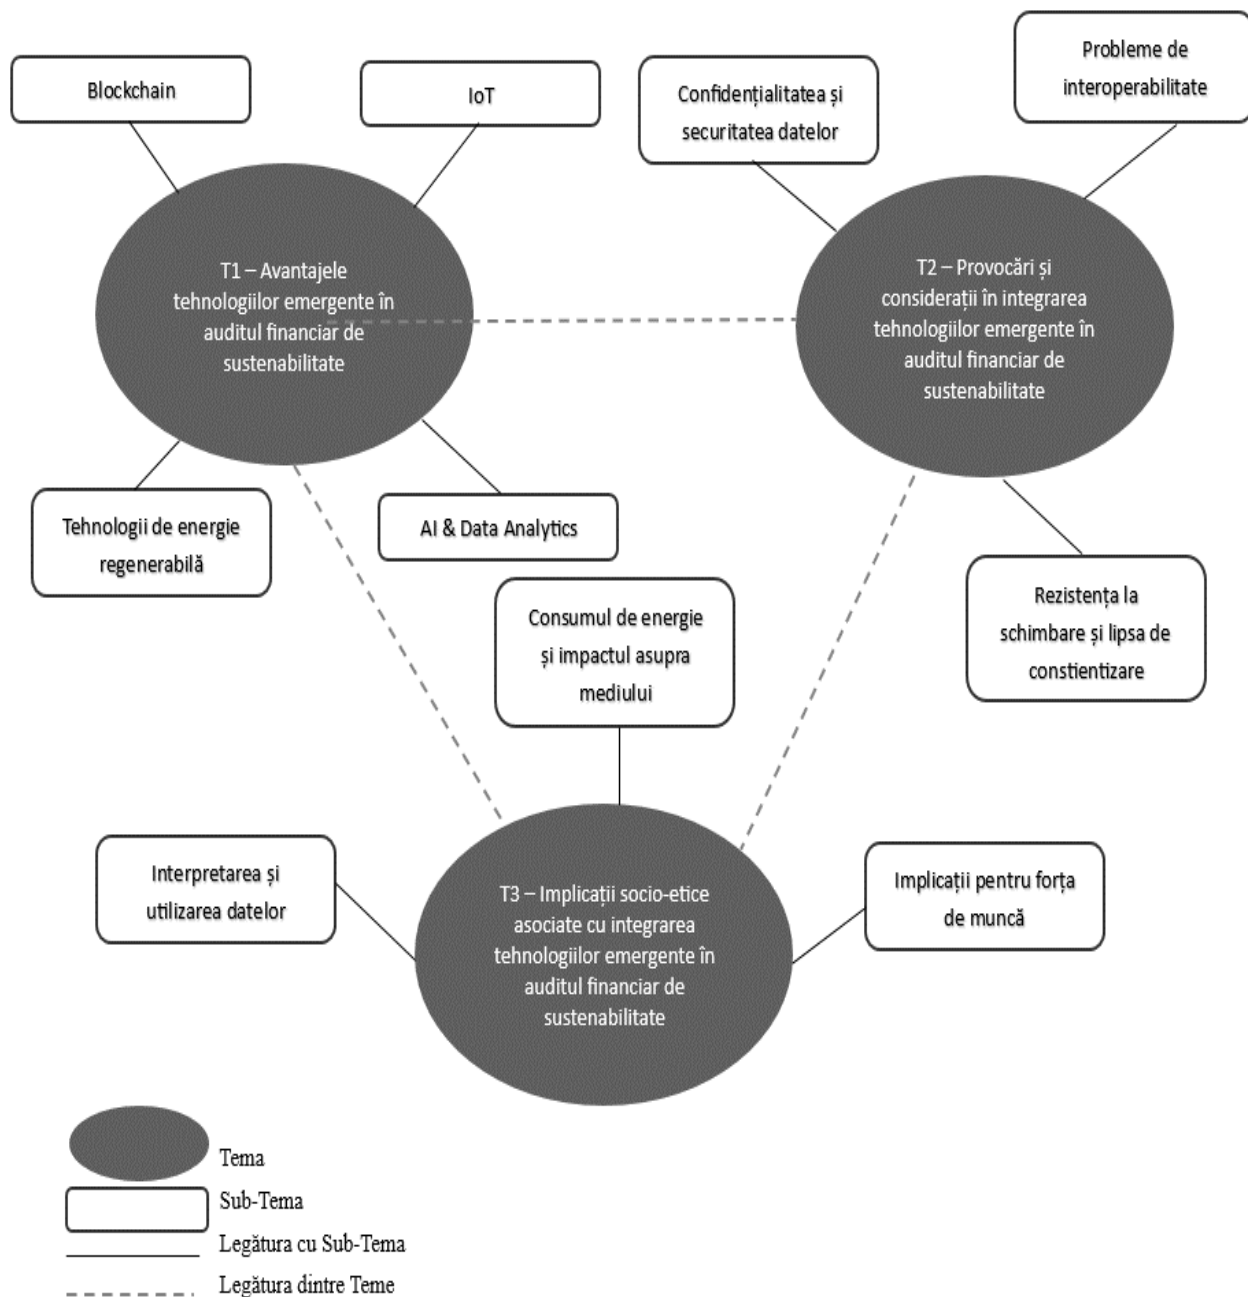 Blockchain
IoT
Confidențialitatea și
securitatea datelor
Probleme de
interoperabilitate
T1 – Avantajele
tehnologiilor emergente în
auditul financiar de
sustenabilitate
T2 – Provocări și
considerații în integrarea
tehnologiilor emergente în
auditul financiar de
sustenabilitate
Tehnologii de energie
regenerabilă
AI & Data Analytics
Consumul de energie
și impactul asupra
mediului
Rezistența la
schimbare și lipsa de
constientizare
Interpretarea și
utilizarea datelor
T3 – Implicații socio-etice
asociate cu integrarea
tehnologiilor emergente în
auditul financiar de
sustenabilitate
Implicații pentru forța
de muncă
Tema
Sub-Tema
Legătura cu Sub-Tema
Legătura dintre Teme